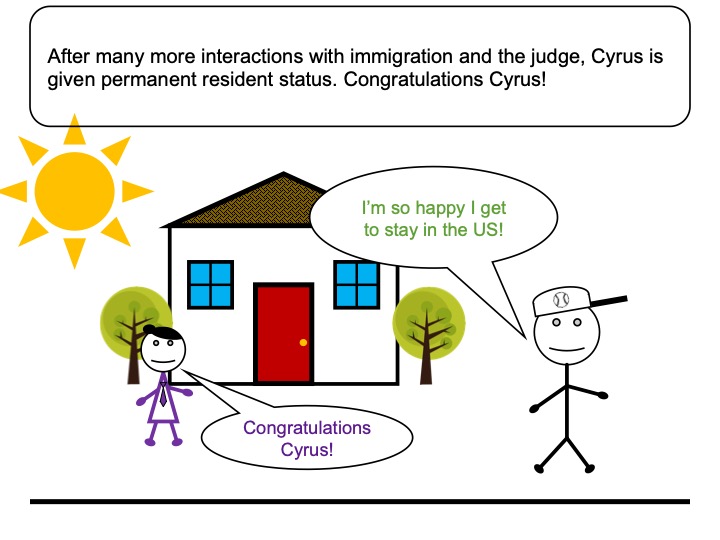 After many more interactions with immigration and the judge, Cyrus is
given permanent resident status. Congratulations Cyrus!
I’m so happy I get
to stay in the US!
Congratulations
Cyrus!